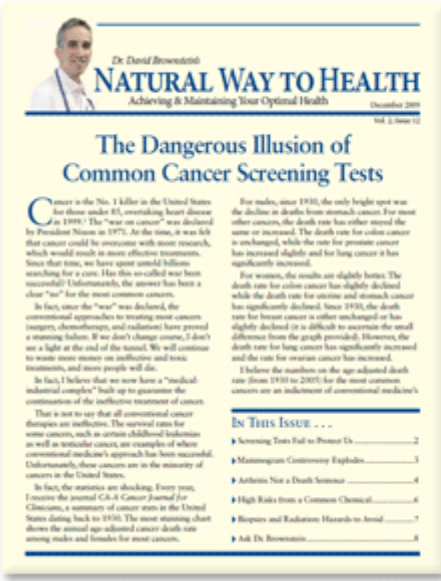 Dr. David Brownstein's
NATURAL WAY TO HEALTH
Achieving & Maintaining Your Optimal Health
December 2009
Vol. 2, Issue 12
The Dangerous Illusion of
Common Cancer Screening Tests
Cancer is the No. 1 killer in the United States
for those under 85, overtaking heart disease
in 1999.¹ The "war on cancer" was declared
by President Nixon in 1971. At the time, it was felt
that cancer could be overcome with more research,
which would result in more effective treatments.
Since that time, we have spent untold billions
searching for a cure. Has this so-called war been
successful? Unfortunately, the answer has been a
clear "no" for the most common cancers.
In fact, since the "war" was declared, the
conventional approaches to treating most cancers
(surgery, chemotherapy, and radiation) have proved
a stunning failure. If we don't change course, I don't
see a light at the end of the tunnel. We will continue
to waste more money on ineffective and toxic
treatments, and more people will die.
In fact, I believe that we now have a "medical-
industrial complex" built up to guarantee the
continuation of the ineffective treatment of cancer.
That is not to say that all conventional cancer
therapies are ineffective. The survival rates for
some cancers, such as certain childhood leukemias
as well as testicular cancer, are examples of where
conventional medicine's approach has been successful.
Unfortunately, these cancers are in the minority of
cancers in the United States.
In fact, the statistics are shocking. Every year,
I receive the journal CA-A Cancer Journal for
Clinicians, a summary of cancer stats in the United
States dating back to 1930. The most stunning chart
shows the annual age-adjusted cancer death rate
among males and females for most cancers.
For males, since 1930, the only bright spot was
the decline in deaths from stomach cancer. For most
other cancers, the death rate has either stayed the
same or increased. The death rate for colon cancer
is unchanged, while the rate for prostate cancer
has increased slightly and for lung cancer it has
significantly increased.
For women, the results are slightly better. The
death rate for colon cancer has slightly declined
while the death rate for uterine and stomach cancer
has significantly declined. Since 1930, the death
rate for breast cancer is either unchanged or has
slightly declined (it is difficult to ascertain the small
difference from the graph provided). However, the
death rate for lung cancer has significantly increased
and the rate for ovarian cancer has increased.
I believe the numbers on the age-adjusted death
rate (from 1930 to 2005) for the most common
cancers are an indictment of conventional medicine's
IN THIS ISSUE . . .
Screening Tests Fail to Protect Us 2
Mammogram Controversy Explodes 3
Arthritis Not a Death Sentence 4
High Risks from a Common Chemical 6
Biopsies and Radiation: Hazards to Avoid 7
Ask Dr. Brownstein 8